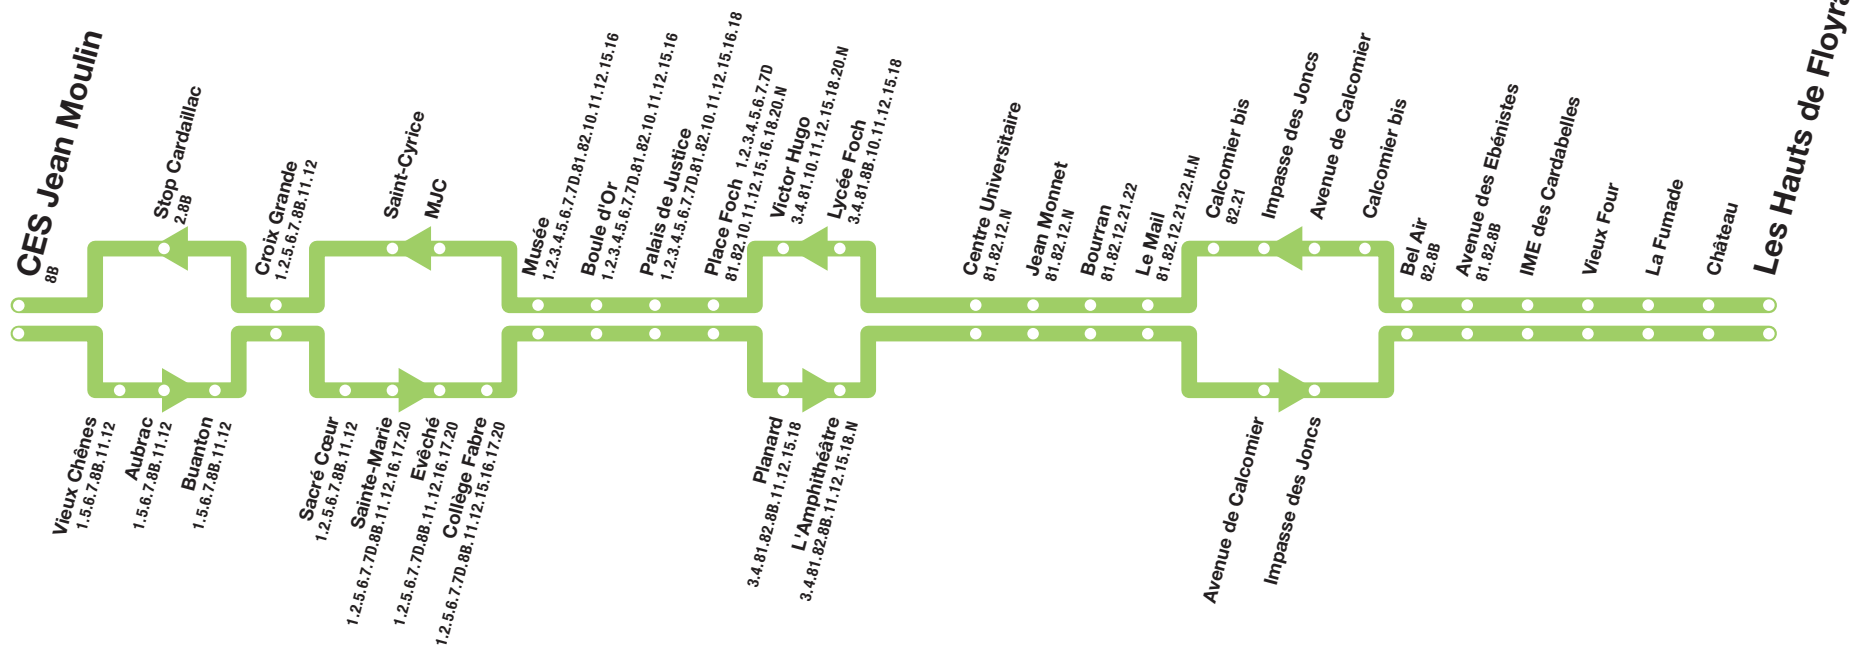 CES Jean Moulin
8B
Stop Cardaillac
2.8B
Croix Grande
1.2.5.6.7.8B.11.12
Saint-Cyrice
MJC
Musée
1.2.3.4.5.6.7.7D.81.82.10.11.12.15.16
Boule d'Or
1.2.3.4.5.6.7.7D.81.82.10.11.12.15.16
Palais de Justice
1.2.3.4.5.6.7.7D.81.82.10.11.12.15.16.18
Place Foch 1.2.3.4.5.6.7.7D
81.82.10.11.12.15.16.18.20.N
Victor Hugo
3.4.81.10.11.12.15.18.20.N
Lycée Foch
3.4.81.8B.10.11.12.15.18
Centre Universitaire
81.82.12.N
Jean Monnet
81.82.12.N
Bourran
81.82.12.21.22
Le Mail
81.82.12.21.22.H.N
Calcomier bis
82.21
Impasse des Joncs
Avenue de Calcomier
Calcomier bis
Bel Air
82.8B
Avenue des Ebénistes
81.82.8B
IME des Cardabelles
Vieux Four
La Fumade
Château
Les Hauts de Floyra
Vieux Chênes
1.5.6.7.8B.11.12
Aubrac
1.5.6.7.8B.11.12
Buanton
1.5.6.7.8B.11.12
Sacré Cœur
1.2.5.6.7.8B.11.12
Sainte-Marie
1.2.5.6.7.7D.8B.11.12.16.17.20
Evêché
1.2.5.6.7.7D.8B.11.12.16.17.20
Collège Fabre
1.2.5.6.7.7D.8B.11.12.15.16.17.20
Planard
3.4.81.82.8B.11.12.15.18
L'Amphithéâtre
3.4.81.82.8B.11.12.15.18.N
Avenue de Calcomier
Impasse des Joncs